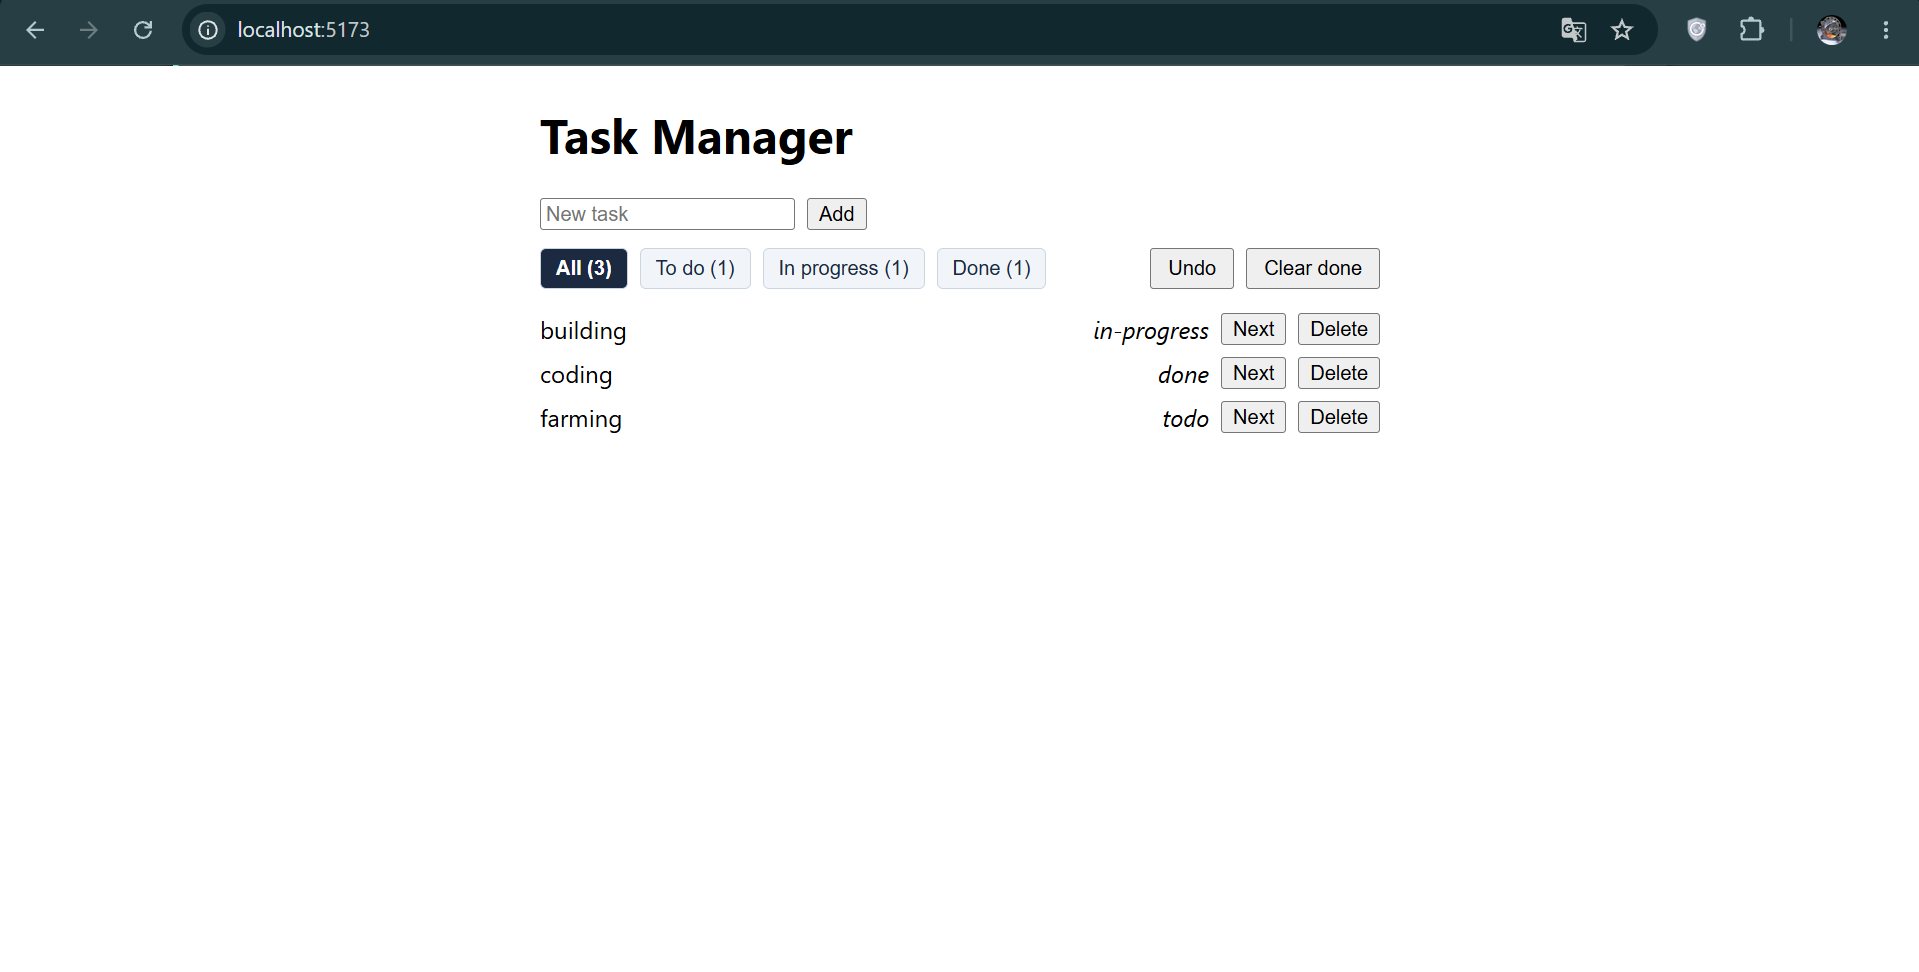 localhost:5173
Task Manager
New task Add
All (3) To do (1) In progress (1) Done (1) Undo Clear done
building in-progress Next Delete
coding done Next Delete
farming todo Next Delete